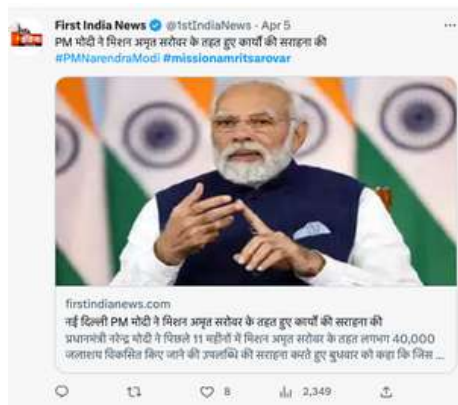 First India News @1stIndiaNews · Apr 5
PM मोदी ने मिशन अमृत सरोवर के तहत हुए कार्यों की सराहना की
#PMNarendraModi #missionamritsarovar
firstindianews.com
नई दिल्ली PM मोदी ने मिशन अमृत सरोवर के तहत हुए कार्यों की सराहना की
प्रधानमंत्री नरेन्द्र मोदी ने पिछले 11 महीनों में मिशन अमृत सरोवर के तहत लगभग 40,000
जलाशय विकसित किए जाने की उपलब्धि की सराहना करते हुए बुधवार को कहा कि जिस ...
8 2,349